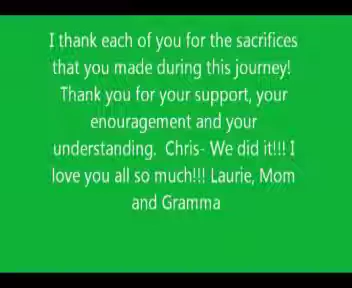 I thank each of you for the sacrifices
that you made during this journey!
Thank you for your support, your
enouragement and your
understanding.  Chris- We did it!!! I
love you all so much!!! Laurie, Mom
and Gramma